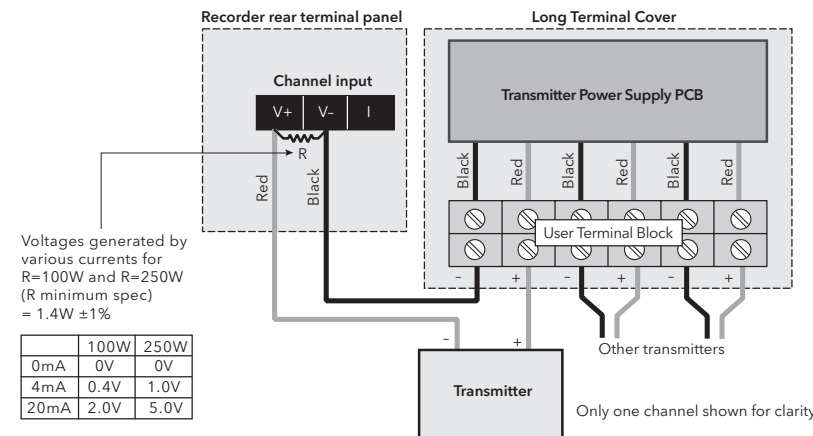 Recorder rear terminal panel
Long Terminal Cover
Channel input
V+ V– I
R
Red
Black
Transmitter Power Supply PCB
Black Red Black Red Black Red
User Terminal Block
– + – + – +
Voltages generated by
various currents for
R=100W and R=250W
(R minimum spec)
= 1.4W ±1%
100W 250W
0mA 0V 0V
4mA 0.4V 1.0V
20mA 2.0V 5.0V
– +
Transmitter
Other transmitters
Only one channel shown for clarity